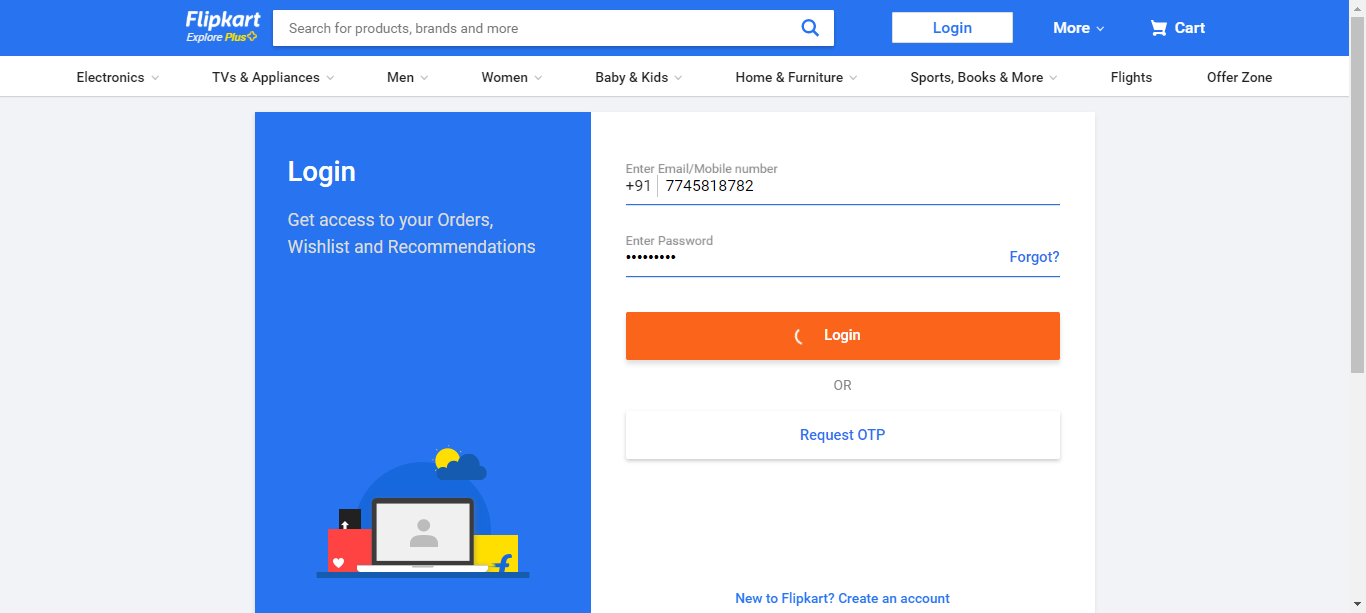 Flipkart
Explore Plus
Search for products, brands and more
Login
More
Cart
Electronics
TVs & Appliances
Men
Women
Baby & Kids
Home & Furniture
Sports, Books & More
Flights
Offer Zone
Login
Get access to your Orders,
Wishlist and Recommendations
Enter Email/Mobile number
+91 7745818782
Enter Password
•••••••••
Forgot?
Login
OR
Request OTP
New to Flipkart? Create an account